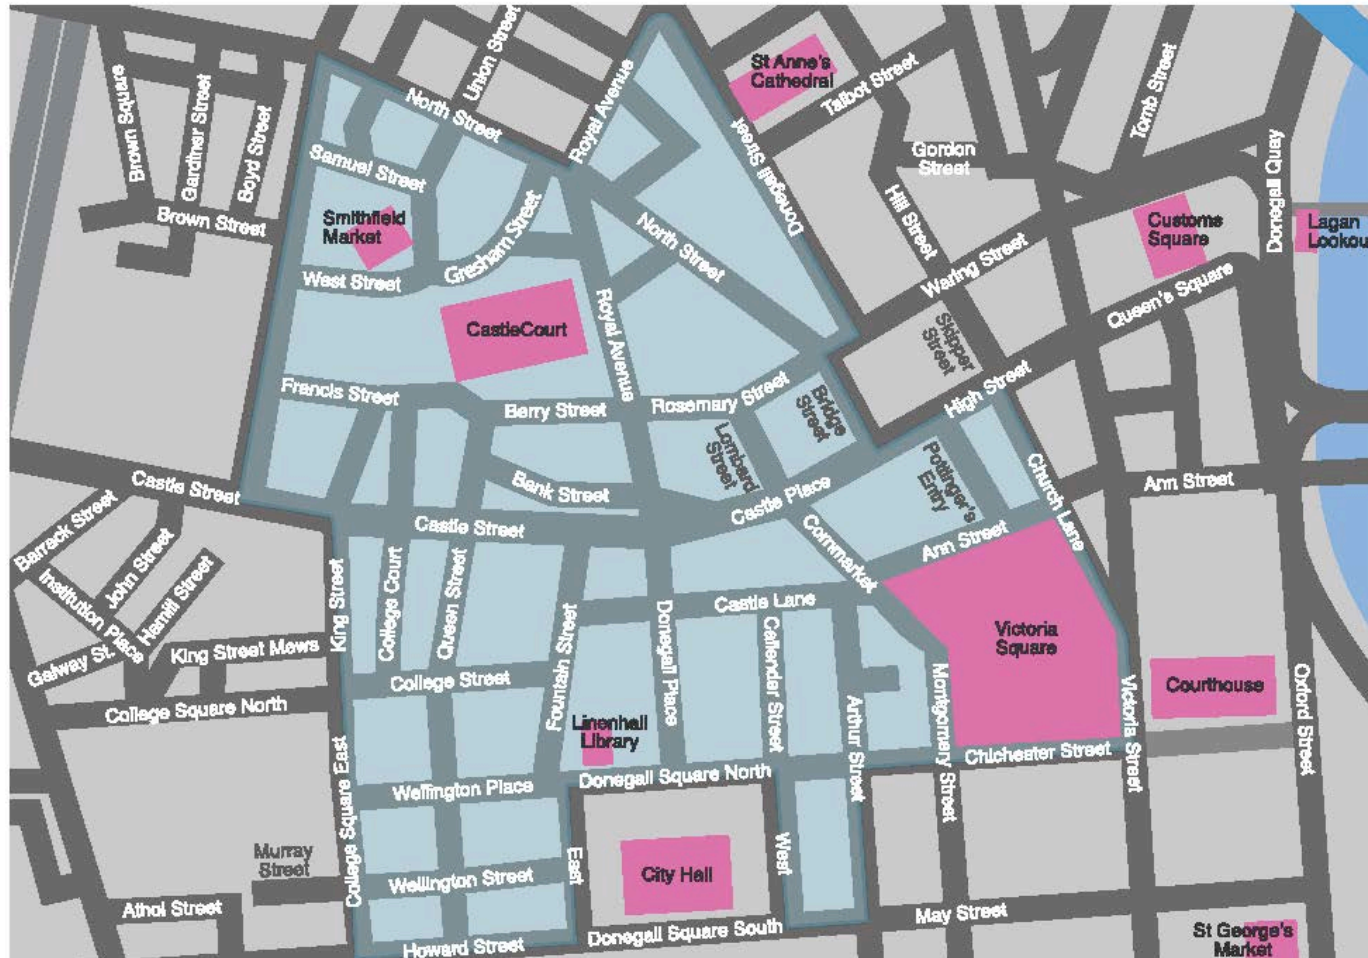 Union Street
Royal Avenue
St Anne's
Cathedral
Talbot Street
Tomb Street
Brown Square
Gardiner Street
Boyd Street
North Street
Samuel Street
Donegall Street
Gordon
Street
Donegall Quay
Brown Street
Smithfield
Market
Gresham Street
North Street
Hill Street
Waring Street
Customs
Square
Lagan
Lookou
West Street
Queen's Square
CastleCourt
Royal Avenue
Skipper
Street
Francis Street
Berry Street
Rosemary Street
Bridge
Street
High Street
Lombard
Street
Castle Street
Bank Street
Castle Place
Pottinger's
Entry
Church Lane
Ann Street
Barrack Street
Castle Street
Cornmarket
Ann Street
John Street
Institution Place
Hamill Street
King Street
College Court
Queen Street
Fountain Street
Castle Lane
Galway St.
King Street Mews
College Street
Donegall Place
Callender Street
Arthur Street
Montgomery Street
Victoria
Square
Victoria Street
Courthouse
Oxford Street
College Square North
Linenhall
Library
Chichester Street
College Square East
Wellington Place
Donegall Square North
City Hall
Murray
Street
Wellington Street
East
West
Athol Street
Howard Street
Donegall Square South
May Street
St George's
Market